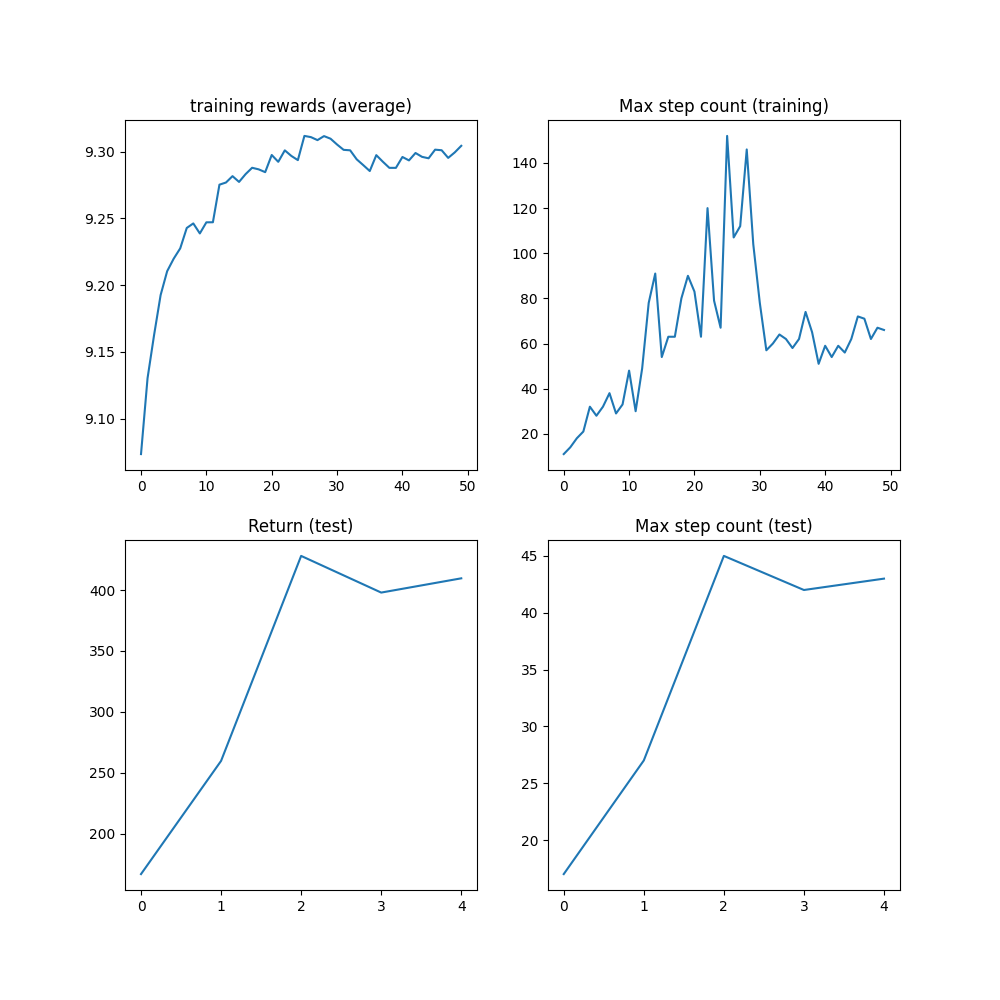 training rewards (average)
9.30
9.25
9.20
9.15
9.10
0 10 20 30 40 50
Max step count (training)
140
120
100
80
60
40
20
0 10 20 30 40 50
Return (test)
400
350
300
250
200
0 1 2 3 4
Max step count (test)
45
40
35
30
25
20
0 1 2 3 4